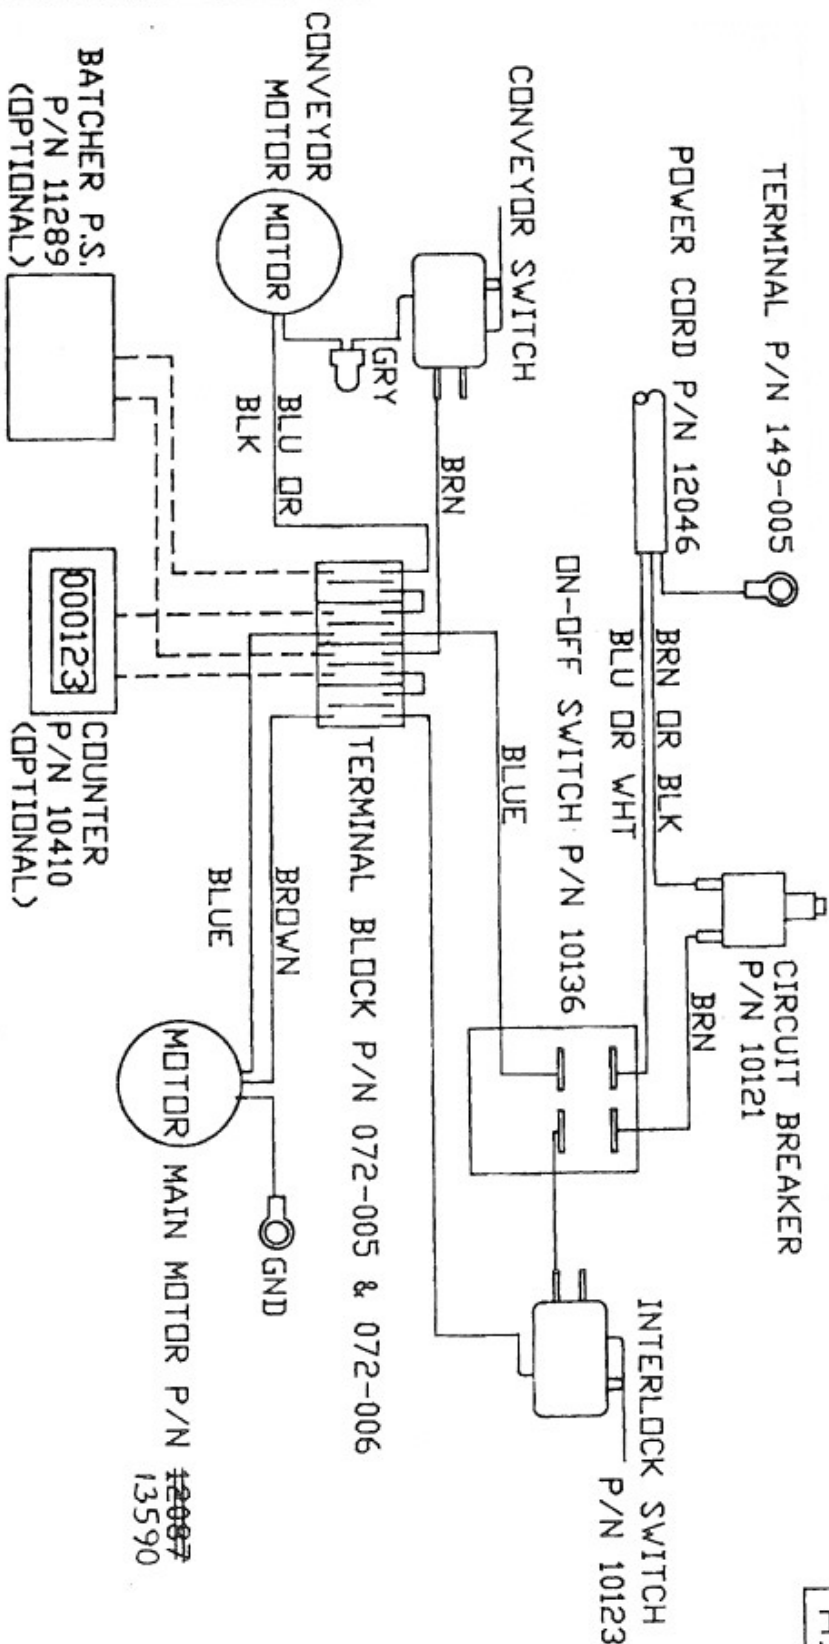 TERMINAL P/N 149-005
POWER CORD P/N 12046
BRN OR BLK
BLU OR WHT
CIRCUIT BREAKER
P/N 10121
BRN
ON-OFF SWITCH P/N 10136
INTERLOCK SWITCH
P/N 10123
CONVEYOR SWITCH
BLUE
BRN
GRY
CONVEYOR
MOTOR
MOTOR
BLU OR
BLK
TERMINAL BLOCK P/N 072-005 & 072-006
BROWN
BLUE
GND
MOTOR
MAIN MOTOR P/N 12087
13590
BATCHER P.S.
P/N 11289
(OPTIONAL)
000123
COUNTER
P/N 10410
(OPTIONAL)